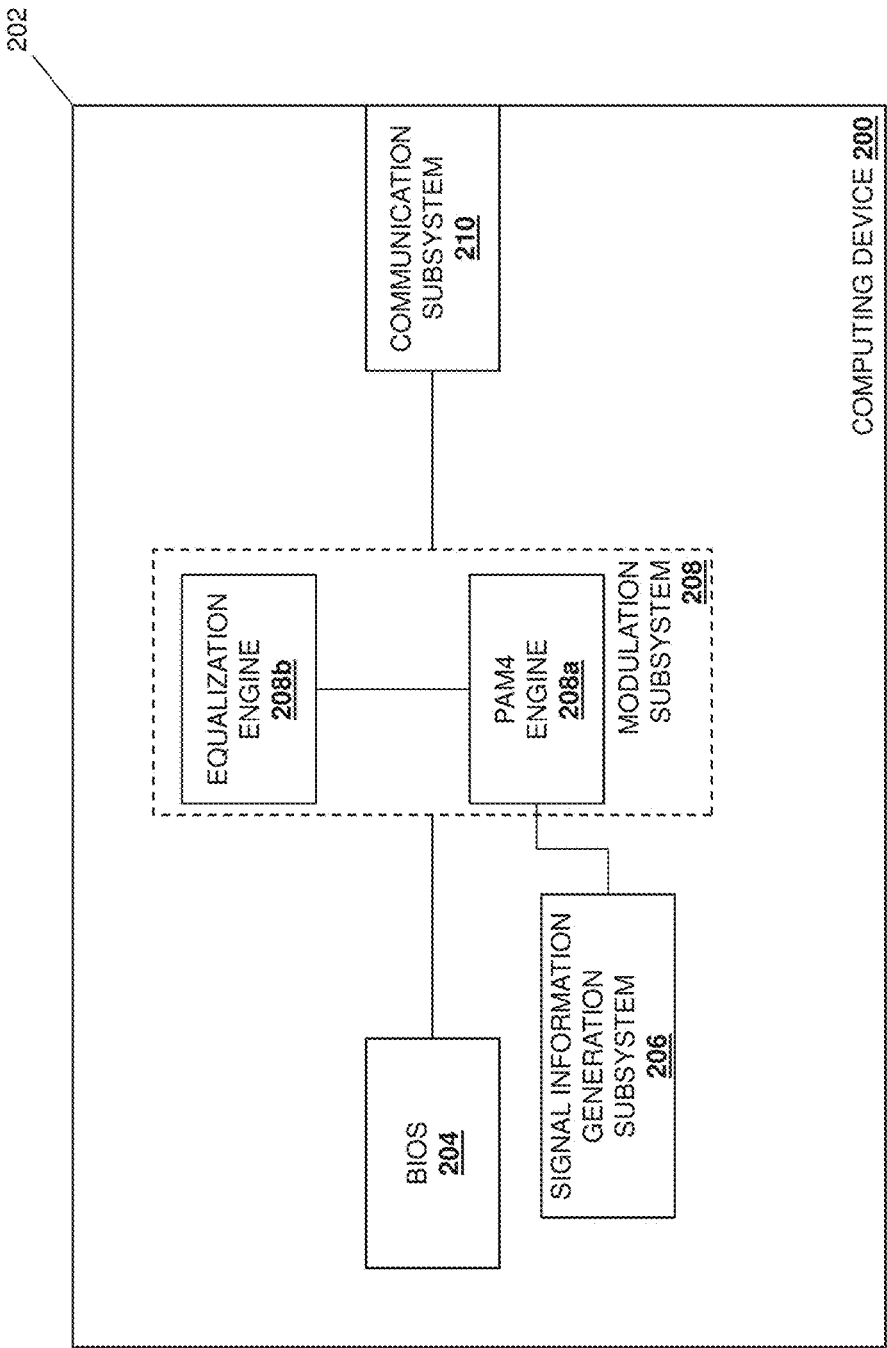 202
BIOS
204
SIGNAL INFORMATION
GENERATION
SUBSYSTEM
206
EQUALIZATION
ENGINE
208b
PAM4
ENGINE
208a
MODULATION
SUBSYSTEM
208
COMMUNICATION
SUBSYSTEM
210
COMPUTING DEVICE 200